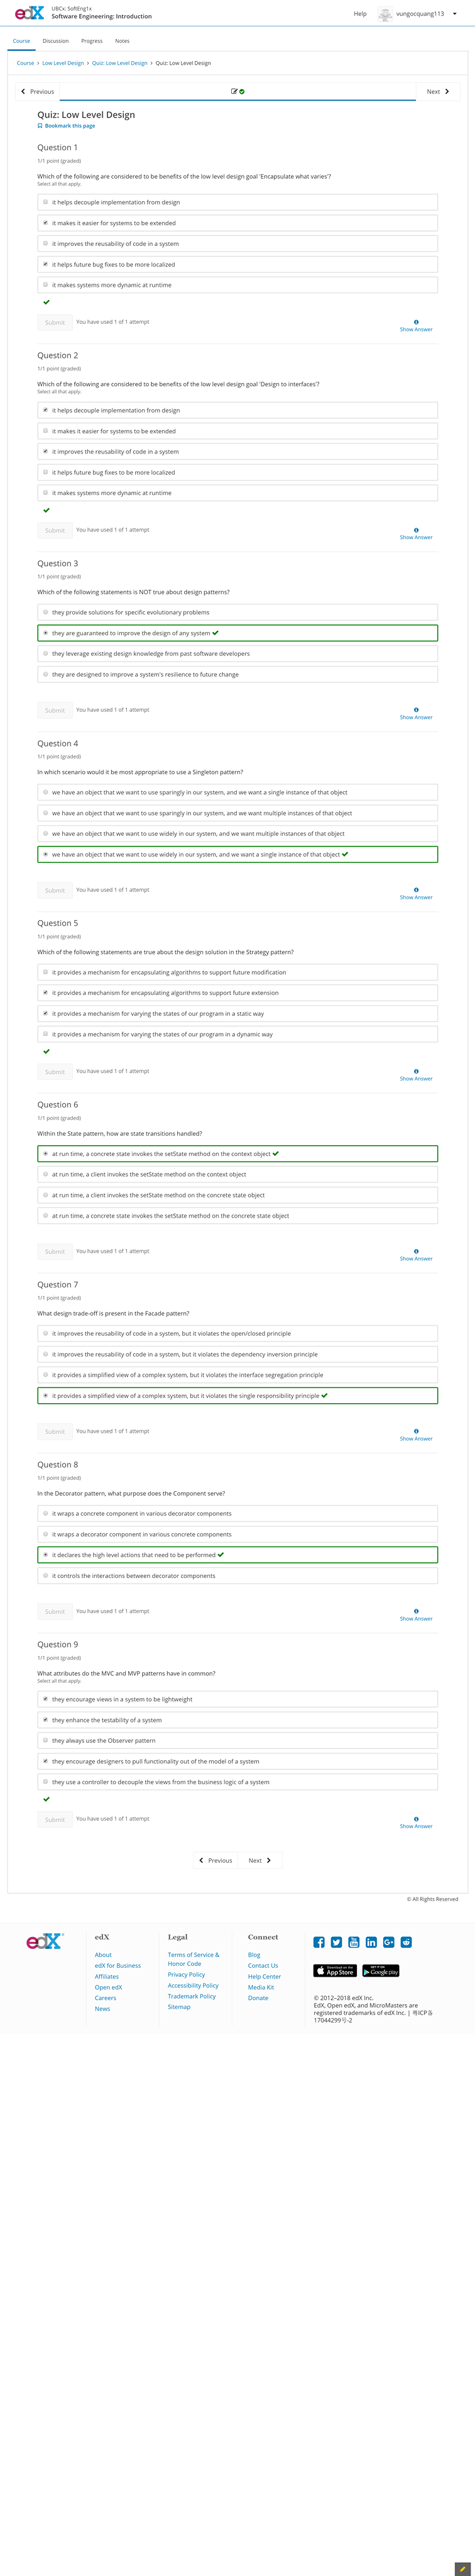 edX
UBCx: SoftEng1x
Software Engineering: Introduction
Help
vungocquang113
Course
Discussion
Progress
Notes
Course > Low Level Design > Quiz: Low Level Design > Quiz: Low Level Design
Previous
Next
Quiz: Low Level Design
Bookmark this page
Question 1
1/1 point (graded)
Which of the following are considered to be benefits of the low level design goal 'Encapsulate what varies'?
Select all that apply.
it helps decouple implementation from design
it makes it easier for systems to be extended
it improves the reusability of code in a system
it helps future bug fixes to be more localized
it makes systems more dynamic at runtime
Submit
You have used 1 of 1 attempt
Show Answer
Question 2
1/1 point (graded)
Which of the following are considered to be benefits of the low level design goal 'Design to interfaces'?
Select all that apply.
it helps decouple implementation from design
it makes it easier for systems to be extended
it improves the reusability of code in a system
it helps future bug fixes to be more localized
it makes systems more dynamic at runtime
Submit
You have used 1 of 1 attempt
Show Answer
Question 3
1/1 point (graded)
Which of the following statements is NOT true about design patterns?
they provide solutions for specific evolutionary problems
they are guaranteed to improve the design of any system
they leverage existing design knowledge from past software developers
they are designed to improve a system's resilience to future change
Submit
You have used 1 of 1 attempt
Show Answer
Question 4
1/1 point (graded)
In which scenario would it be most appropriate to use a Singleton pattern?
we have an object that we want to use sparingly in our system, and we want a single instance of that object
we have an object that we want to use sparingly in our system, and we want multiple instances of that object
we have an object that we want to use widely in our system, and we want multiple instances of that object
we have an object that we want to use widely in our system, and we want a single instance of that object
Submit
You have used 1 of 1 attempt
Show Answer
Question 5
1/1 point (graded)
Which of the following statements are true about the design solution in the Strategy pattern?
it provides a mechanism for encapsulating algorithms to support future modification
it provides a mechanism for encapsulating algorithms to support future extension
it provides a mechanism for varying the states of our program in a static way
it provides a mechanism for varying the states of our program in a dynamic way
Submit
You have used 1 of 1 attempt
Show Answer
Question 6
1/1 point (graded)
Within the State pattern, how are state transitions handled?
at run time, a concrete state invokes the setState method on the context object
at run time, a client invokes the setState method on the context object
at run time, a client invokes the setState method on the concrete state object
at run time, a concrete state invokes the setState method on the concrete state object
Submit
You have used 1 of 1 attempt
Show Answer
Question 7
1/1 point (graded)
What design trade-off is present in the Facade pattern?
it improves the reusability of code in a system, but it violates the open/closed principle
it improves the reusability of code in a system, but it violates the dependency inversion principle
it provides a simplified view of a complex system, but it violates the interface segregation principle
it provides a simplified view of a complex system, but it violates the single responsibility principle
Submit
You have used 1 of 1 attempt
Show Answer
Question 8
1/1 point (graded)
In the Decorator pattern, what purpose does the Component serve?
it wraps a concrete component in various decorator components
it wraps a decorator component in various concrete components
it declares the high level actions that need to be performed
it controls the interactions between decorator components
Submit
You have used 1 of 1 attempt
Show Answer
Question 9
1/1 point (graded)
What attributes do the MVC and MVP patterns have in common?
Select all that apply.
they encourage views in a system to be lightweight
they enhance the testability of a system
they always use the Observer pattern
they encourage designers to pull functionality out of the model of a system
they use a controller to decouple the views from the business logic of a system
Submit
You have used 1 of 1 attempt
Show Answer
Previous
Next
© All Rights Reserved
edX
edX
About
edX for Business
Affiliates
Open edX
Careers
News
Legal
Terms of Service &
Honor Code
Privacy Policy
Accessibility Policy
Trademark Policy
Sitemap
Connect
Blog
Contact Us
Help Center
Media Kit
Donate
Download on the
App Store
GET IT ON
Google play
© 2012–2018 edX Inc.
EdX, Open edX, and MicroMasters are
registered trademarks of edX Inc. | 粤ICP备
17044299号-2